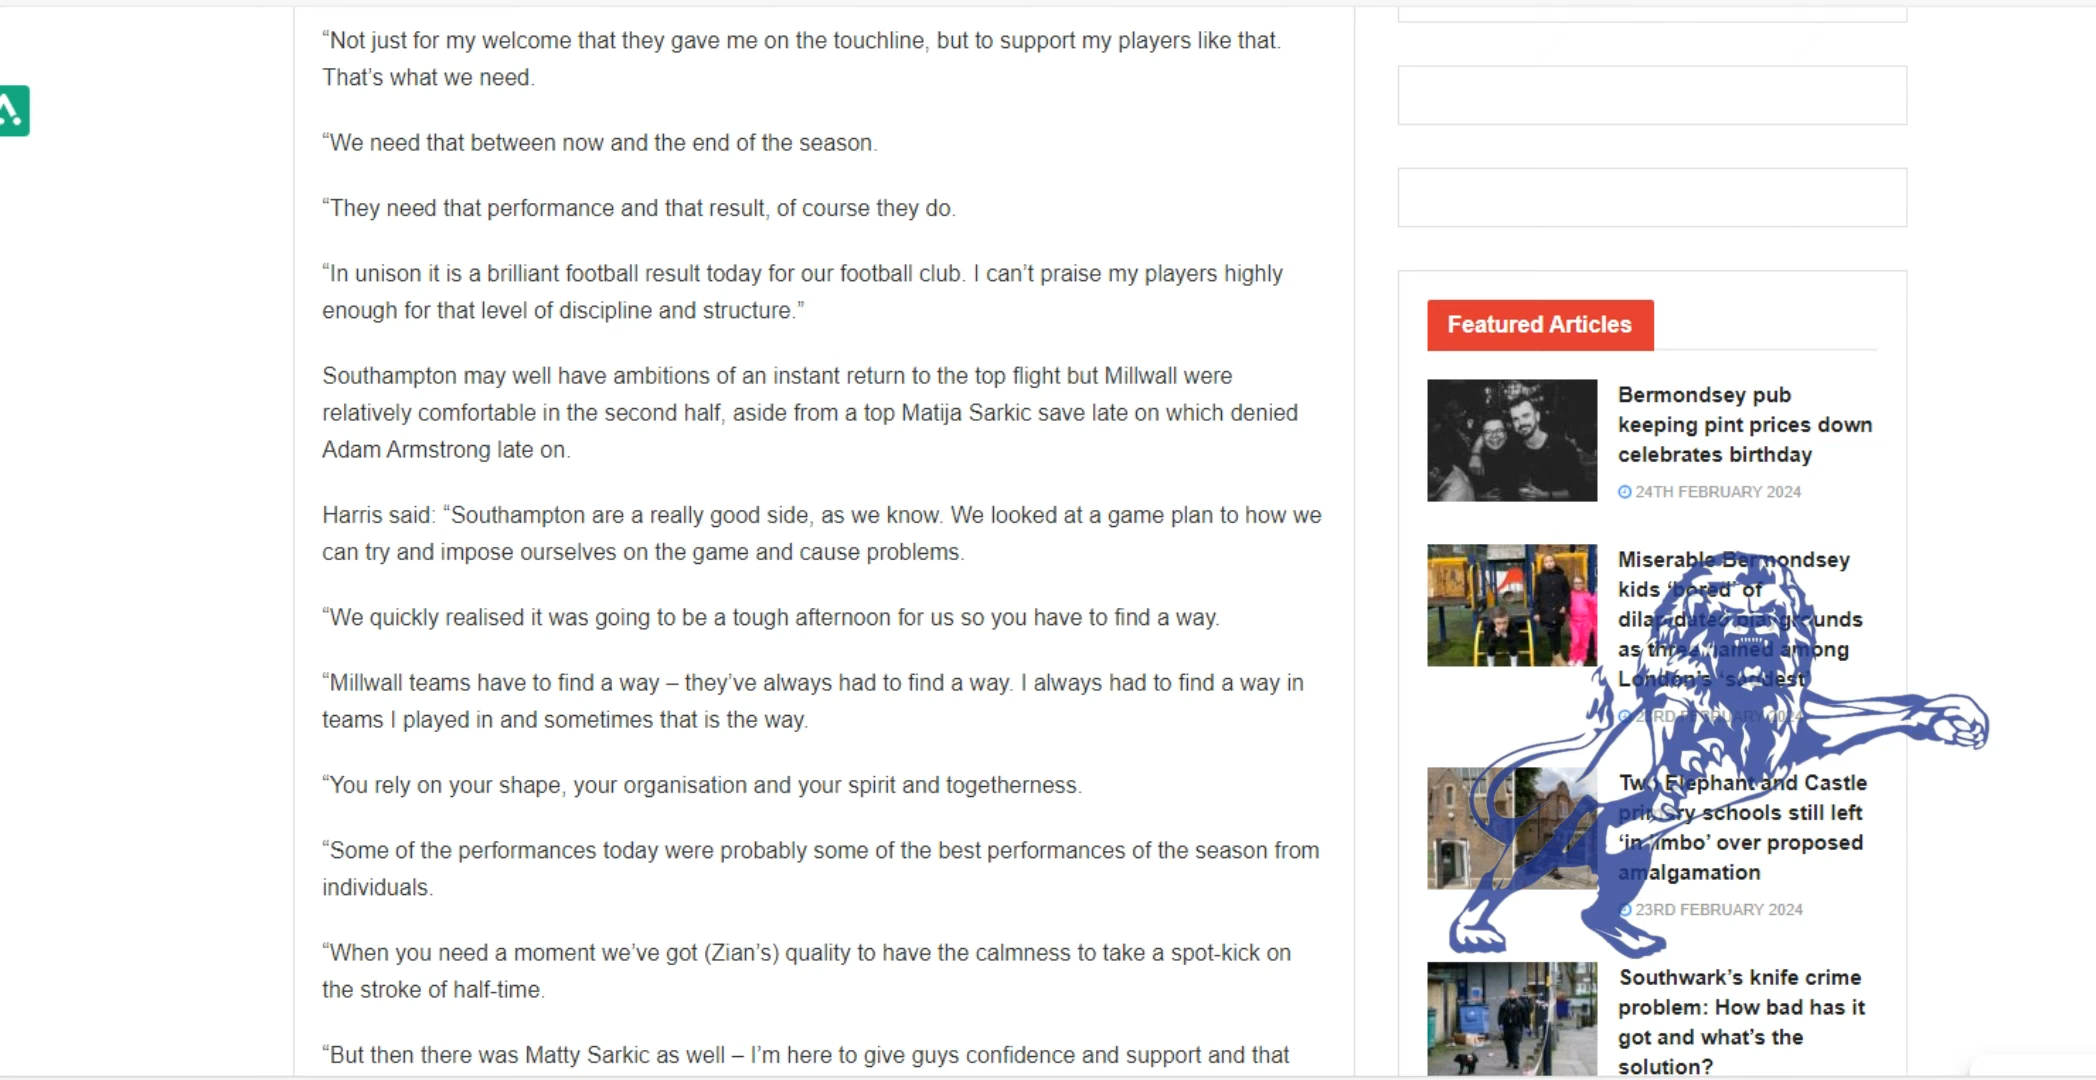 “Not just for my welcome that they gave me on the touchline, but to support my players like that.
That’s what we need.
“We need that between now and the end of the season.
“They need that performance and that result, of course they do.
“In unison it is a brilliant football result today for our football club. I can’t praise my players highly
enough for that level of discipline and structure.”
Southampton may well have ambitions of an instant return to the top flight but Millwall were
relatively comfortable in the second half, aside from a top Matija Sarkic save late on which denied
Adam Armstrong late on.
Harris said: “Southampton are a really good side, as we know. We looked at a game plan to how we
can try and impose ourselves on the game and cause problems.
“We quickly realised it was going to be a tough afternoon for us so you have to find a way.
“Millwall teams have to find a way – they’ve always had to find a way. I always had to find a way in
teams I played in and sometimes that is the way.
“You rely on your shape, your organisation and your spirit and togetherness.
“Some of the performances today were probably some of the best performances of the season from
individuals.
“When you need a moment we’ve got (Zian’s) quality to have the calmness to take a spot-kick on
the stroke of half-time.
“But then there was Matty Sarkic as well – I’m here to give guys confidence and support and that
Featured Articles
Bermondsey pub
keeping pint prices down
celebrates birthday
24TH FEBRUARY 2024
Miserable Bermondsey
kids ‘bored’ of
dilapidated playgrounds
as three named among
London’s ‘saddest’
23RD FEBRUARY 2024
Two Elephant and Castle
primary schools still left
‘in limbo’ over proposed
amalgamation
23RD FEBRUARY 2024
Southwark’s knife crime
problem: How bad has it
got and what’s the
solution?